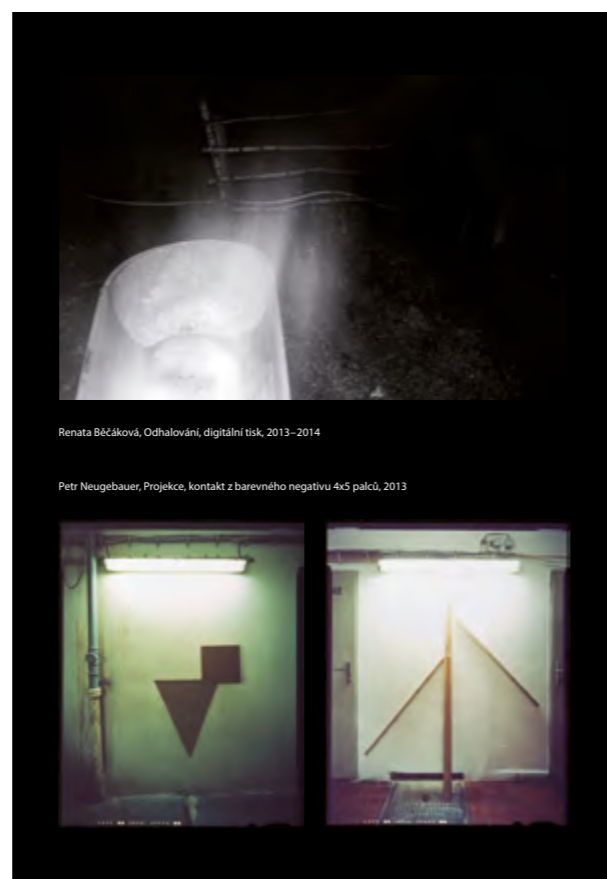 Renata Běčáková, Odhalování, digitální tisk, 2013–2014
Petr Neugebauer, Projekce, kontakt z barevného negativu 4x5 palců, 2013